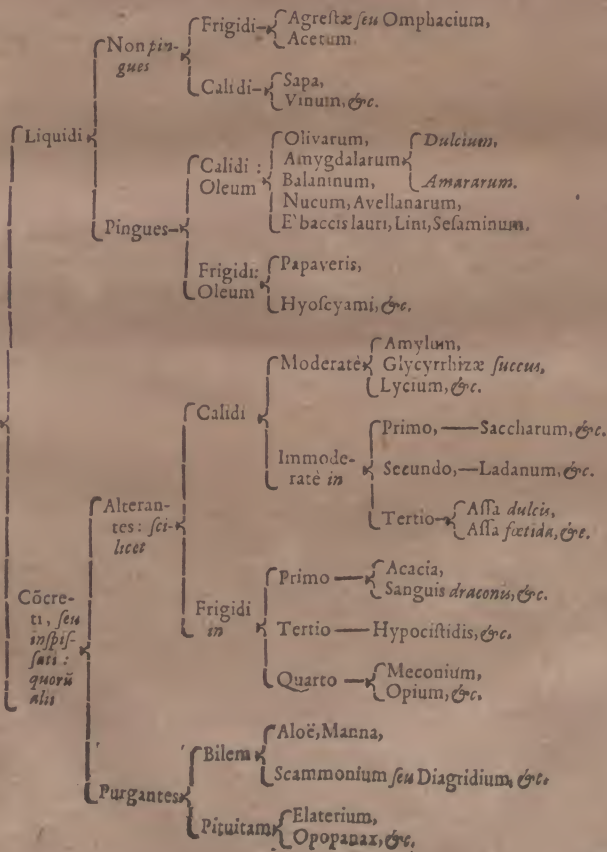 Liquidi
Non pin-
gues
Frigidi
Agreſtæ ſeu Omphacium,
Acetum.
Calidi
Sapa,
Vinum, &c.
Pingues
Calidi :
Oleum
Olivarum,
Amygdalarum
Dulcium,
Amararum.
Balaninum,
Nucum, Avellanarum,
E' baccis lauri, Lini, Seſaminum.
Frigidi:
Oleum
Papaveris,
Hyoſcyami, &c.
Cōcre-
ti, ſeu
inſpiſ-
ſati :
quorū
alii
Alteran-
tes: ſci-
licet
Calidi
Moderatè
Amylum,
Glycyrrhizæ ſuccus,
Lycium, &c.
Immode-
ratè in
Primo, — Saccharum, &c.
Secundo, — Ladanum, &c.
Tertio
Aſſa dulcis,
Aſſa fœtida, &c.
Frigidi
in
Primo
Acacia,
Sanguis draconis, &c.
Tertio — Hypociſtidis, &c.
Quarto
Meconium,
Opium, &c.
Purgantes
Bilem
Aloë, Manna,
Scammonium ſeu Diagridium, &c.
Pituitam
Elaterium,
Opopanax, &c.